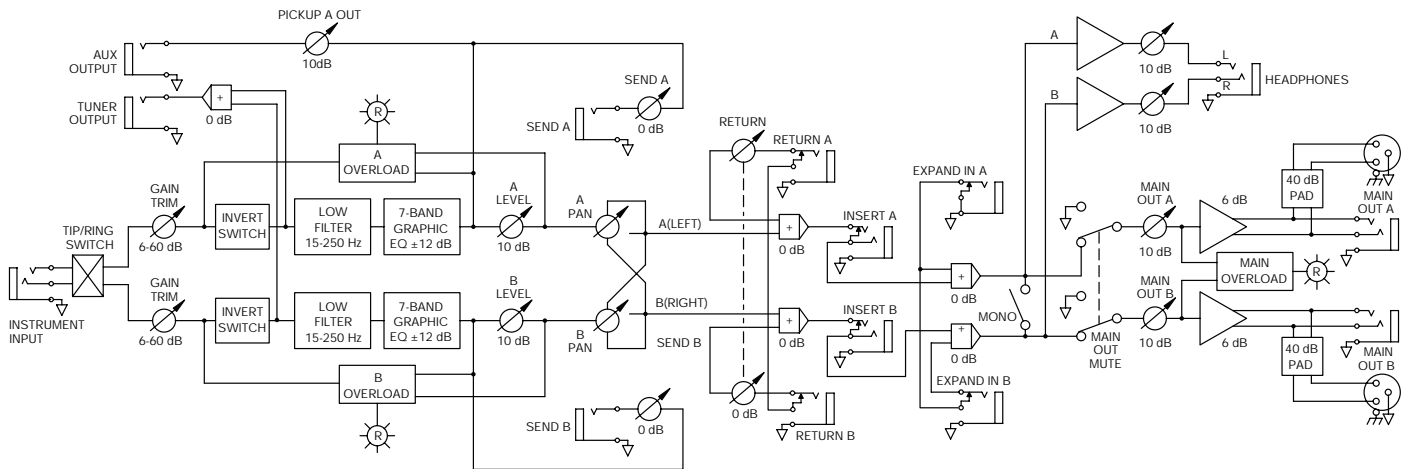 PICKUP A OUT
10dB
AUX
OUTPUT
TUNER
OUTPUT
+
0 dB
R
SEND A
SEND A
0 dB
A
OVERLOAD
GAIN
TRIM
6-60 dB
TIP/RING
SWITCH
INSTRUMENT
INPUT
INVERT
SWITCH
LOW
FILTER
15-250 Hz
7-BAND
GRAPHIC
EQ ±12 dB
A
LEVEL
10 dB
A
PAN
A(LEFT)
GAIN
TRIM
6-60 dB
INVERT
SWITCH
LOW
FILTER
15-250 Hz
7-BAND
GRAPHIC
EQ ±12 dB
B
LEVEL
10 dB
B
PAN
B(RIGHT)
B
OVERLOAD
R
SEND B
0 dB
RETURN
RETURN A
+
0 dB
INSERT A
+
0 dB
INSERT B
SEND B
0 dB
RETURN B
EXPAND IN A
+
0 dB
+
0 dB
EXPAND IN B
MONO
A
10 dB
B
10 dB
L
R
HEADPHONES
MAIN
OUT A
10 dB
MAIN
OUT B
10 dB
MAIN
OUT
MUTE
6 dB
6 dB
MAIN
OVERLOAD
R
40 dB
PAD
MAIN
OUT A
40 dB
PAD
MAIN
OUT B